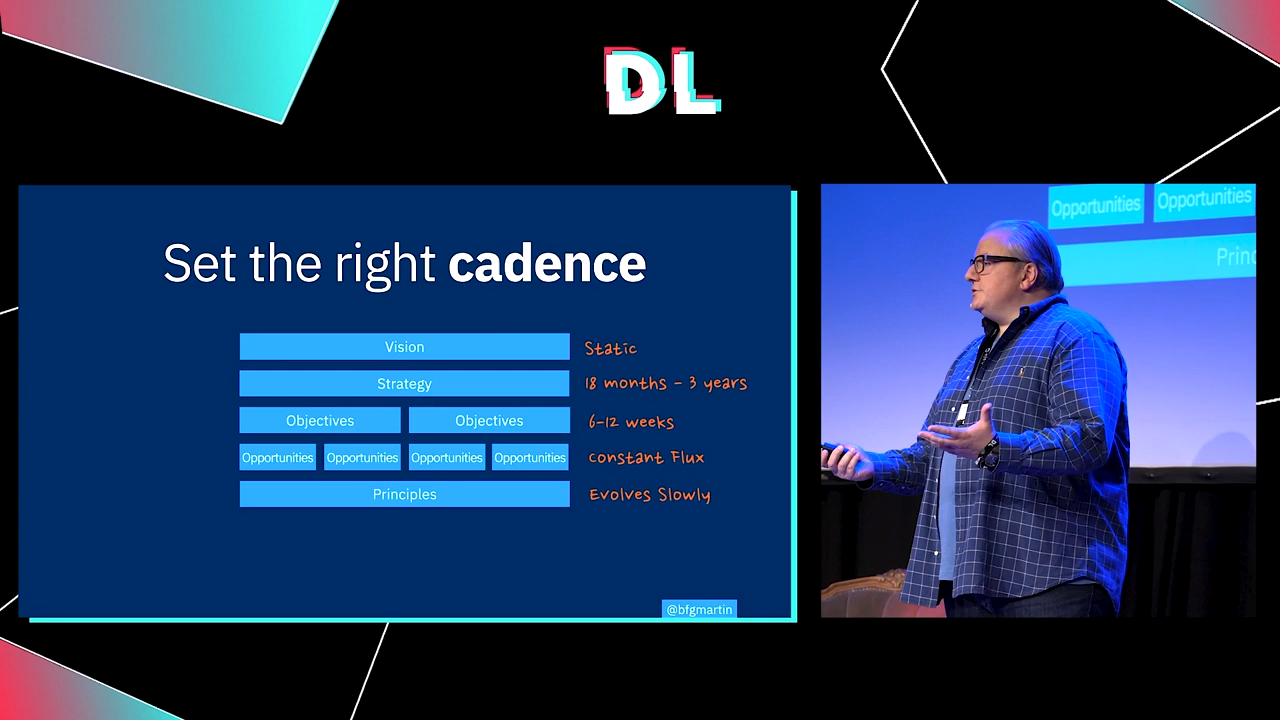 DL
Set the right cadence
Vision Static
Strategy 18 months - 3 years
Objectives Objectives 6-12 weeks
Opportunities Opportunities Opportunities Opportunities constant Flux
Principles Evolves Slowly
@bfgmartin
Opportunities Opportunities